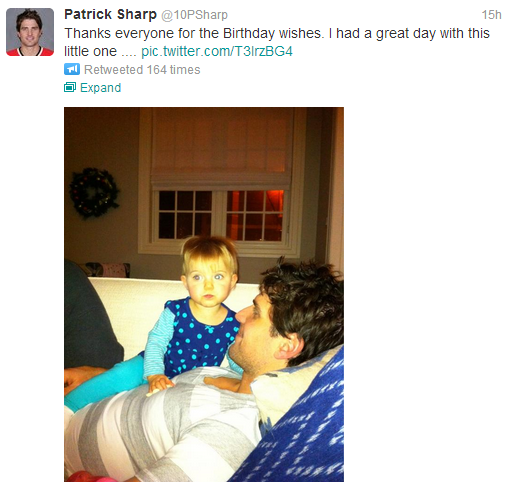 Patrick Sharp @10PSharp 15h
Thanks everyone for the Birthday wishes. I had a great day with this
little one .... pic.twitter.com/T3lrzBG4
Retweeted 164 times
Expand